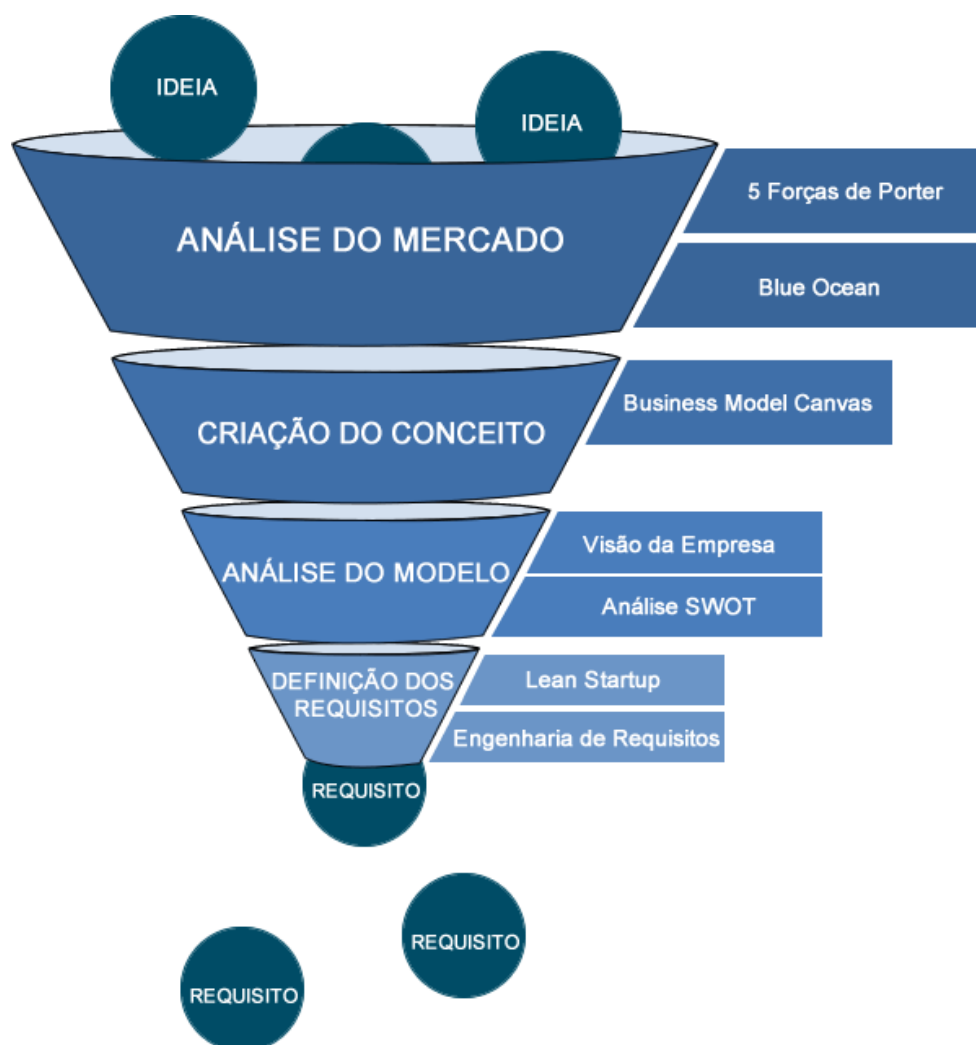 IDEIA
IDEIA
ANÁLISE DO MERCADO
5 Forças de Porter
Blue Ocean
CRIAÇÃO DO CONCEITO
Business Model Canvas
ANÁLISE DO MODELO
Visão da Empresa
Análise SWOT
DEFINIÇÃO DOS
REQUISITOS
Lean Startup
Engenharia de Requisitos
REQUISITO
REQUISITO
REQUISITO